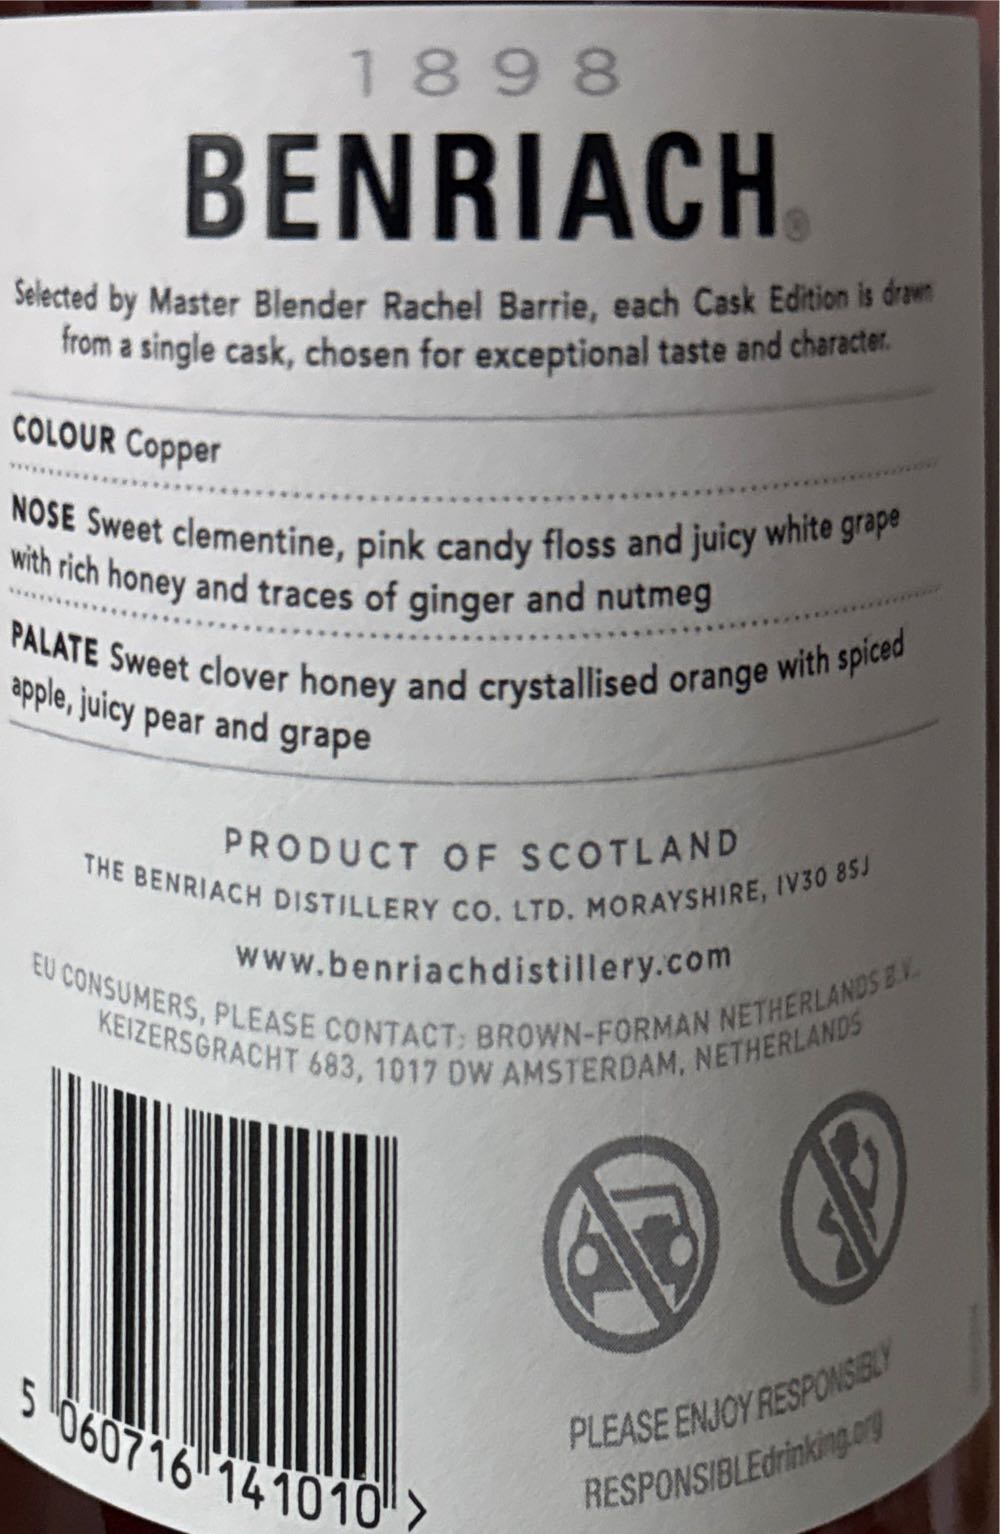 1898
BENRIACH®
Selected by Master Blender Rachel Barrie, each Cask Edition is drawn
from a single cask, chosen for exceptional taste and character.
COLOUR Copper
NOSE Sweet clementine, pink candy floss and juicy white grape
with rich honey and traces of ginger and nutmeg
PALATE Sweet clover honey and crystallised orange with spiced
apple, juicy pear and grape
PRODUCT OF SCOTLAND
THE BENRIACH DISTILLERY CO. LTD. MORAYSHIRE, IV30 8SJ
www.benriachdistillery.com
EU CONSUMERS, PLEASE CONTACT: BROWN-FORMAN NETHERLANDS B.V.,
KEIZERSGRACHT 683, 1017 DW AMSTERDAM, NETHERLANDS
PLEASE ENJOY RESPONSIBLY
RESPONSIBLEdrinking.org
5 060716 141010 >